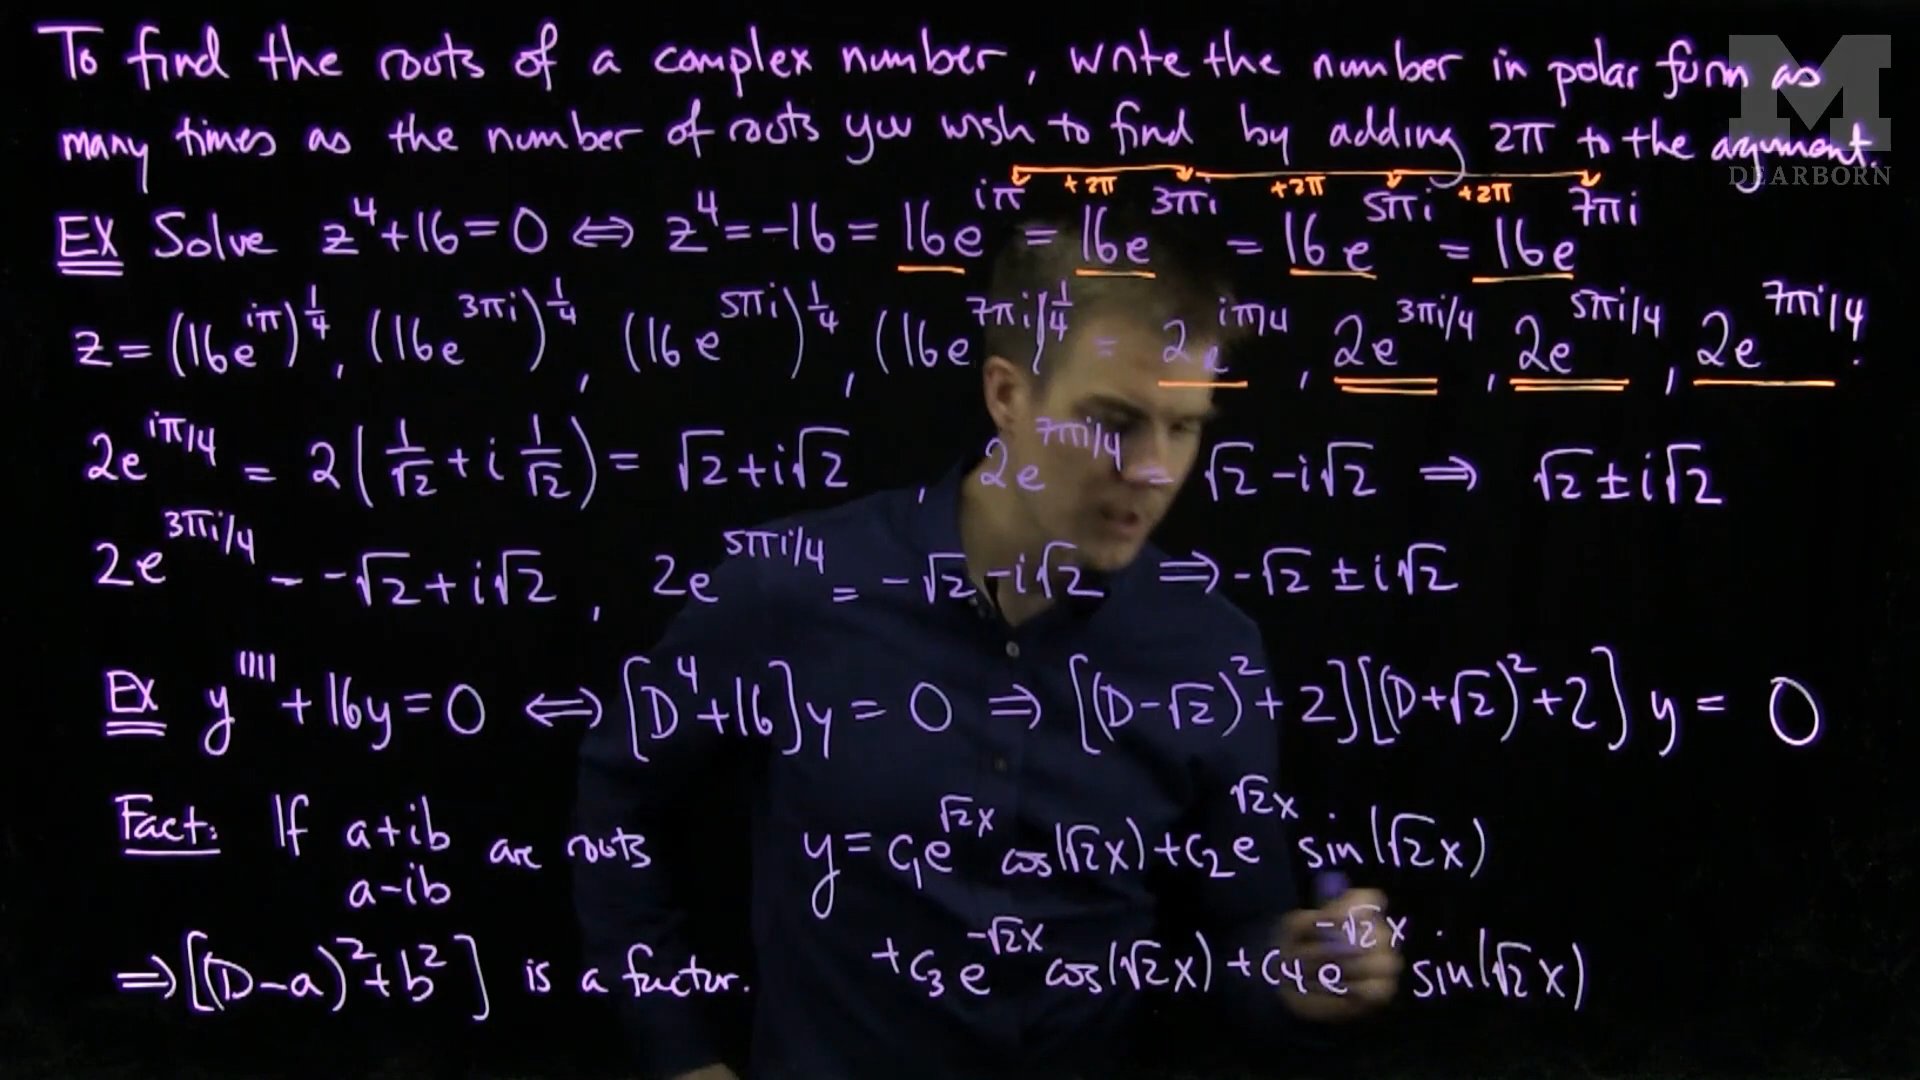 To find the roots of a complex number, write the number in polar form as
many times as the number of roots you wish to find by adding 2π to the argument.
M
DEARBORN
+2π +2π +2π
EX Solve z⁴+16=0 ⇔ z⁴=-16 = 16e^{iπ} = 16e^{3πi} = 16e^{5πi} = 16e^{7πi}
z = (16e^{iπ})^{1/4}, (16e^{3πi})^{1/4}, (16e^{5πi})^{1/4}, (16e^{7πi})^{1/4} = 2e^{iπ/4}, 2e^{3πi/4}, 2e^{5πi/4}, 2e^{7πi/4}.
2e^{iπ/4} = 2(1/√2 + i 1/√2) = √2+i√2, 2e^{7πi/4} = √2-i√2 ⇒ √2±i√2
2e^{3πi/4} = -√2+i√2, 2e^{5πi/4} = -√2-i√2 ⇒ -√2±i√2
EX y''''+16y=0 ⇔ [D⁴+16]y=0 ⇒ [(D-√2)²+2][(D+√2)²+2]y=0
Fact: If a+ib
a-ib are roots
⇒ [(D-a)²+b²] is a factor.
y = c₁e^{√2x} cos(√2x)+c₂e^{√2x} sin(√2x)
+c₃e^{-√2x} cos(√2x)+c₄e^{-√2x} sin(√2x)